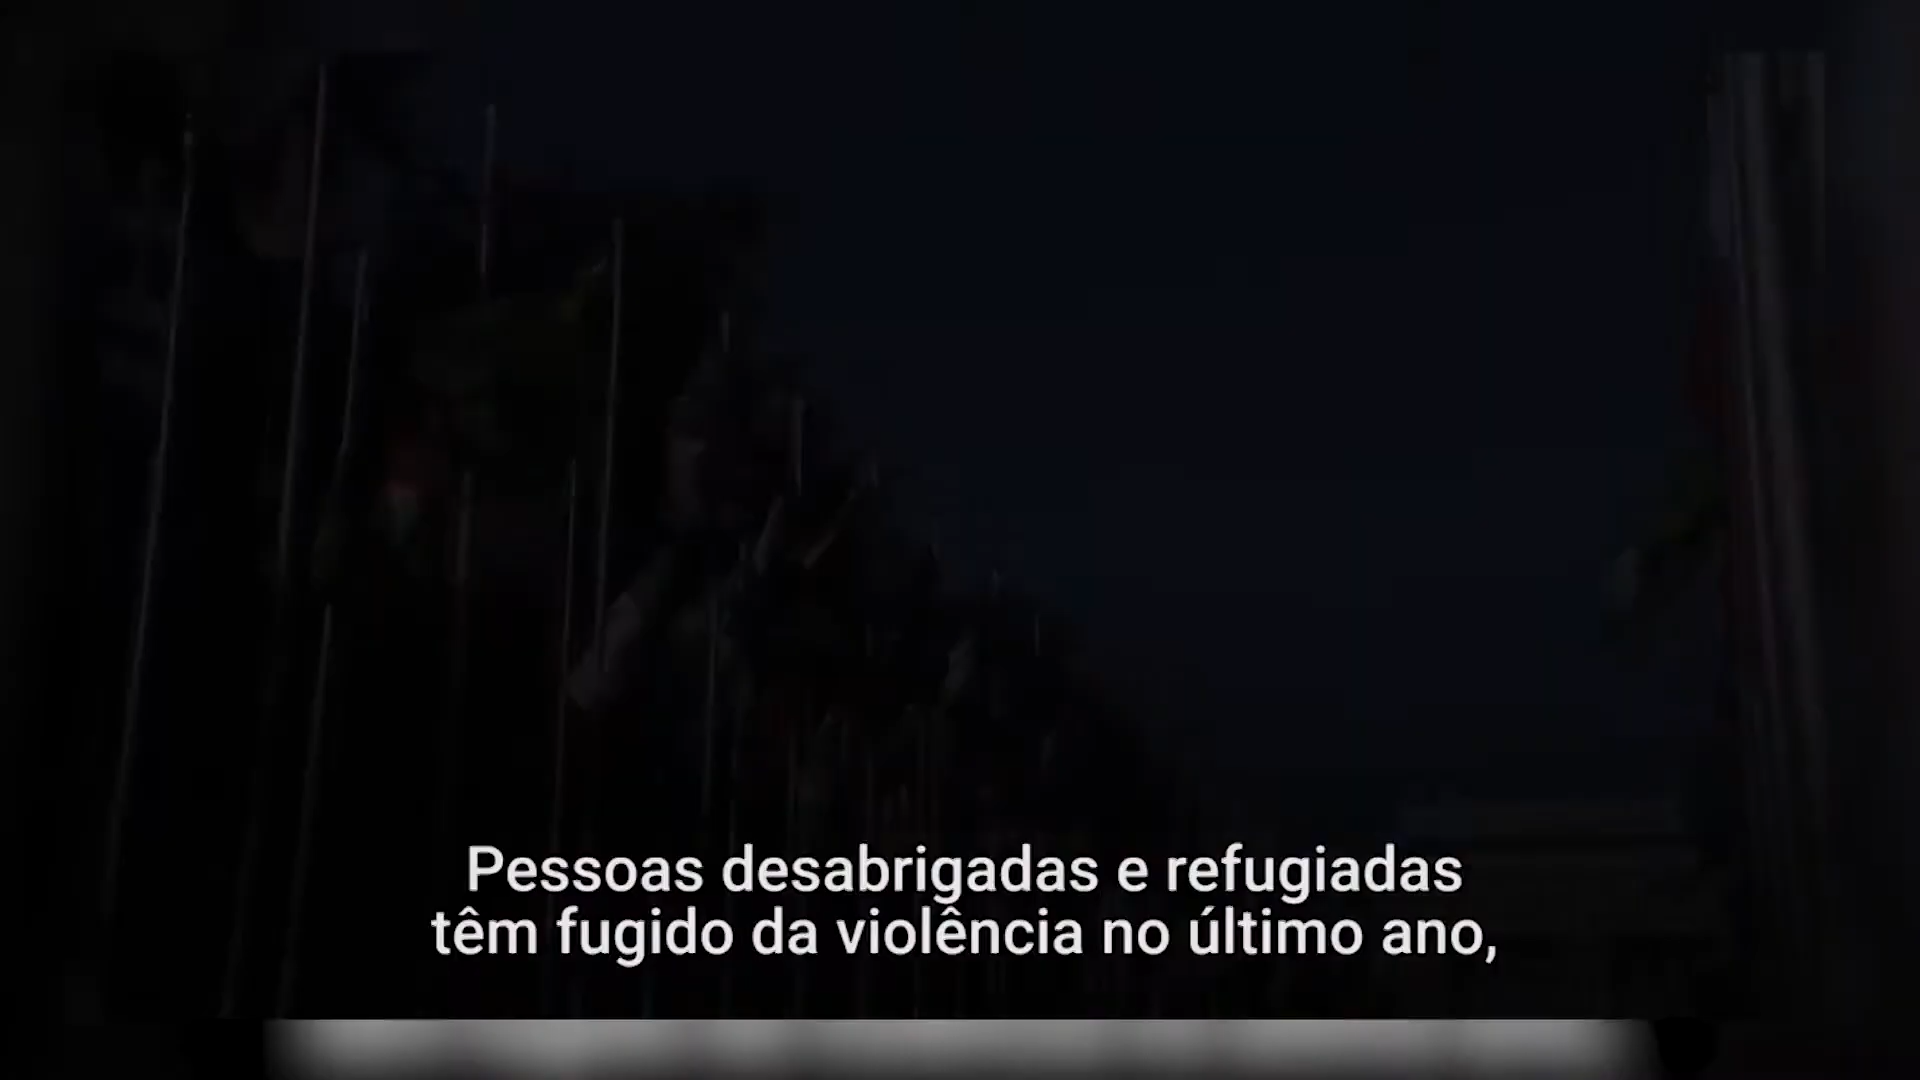 Pessoas desabrigadas e refugiadas
têm fugido da violência no último ano,